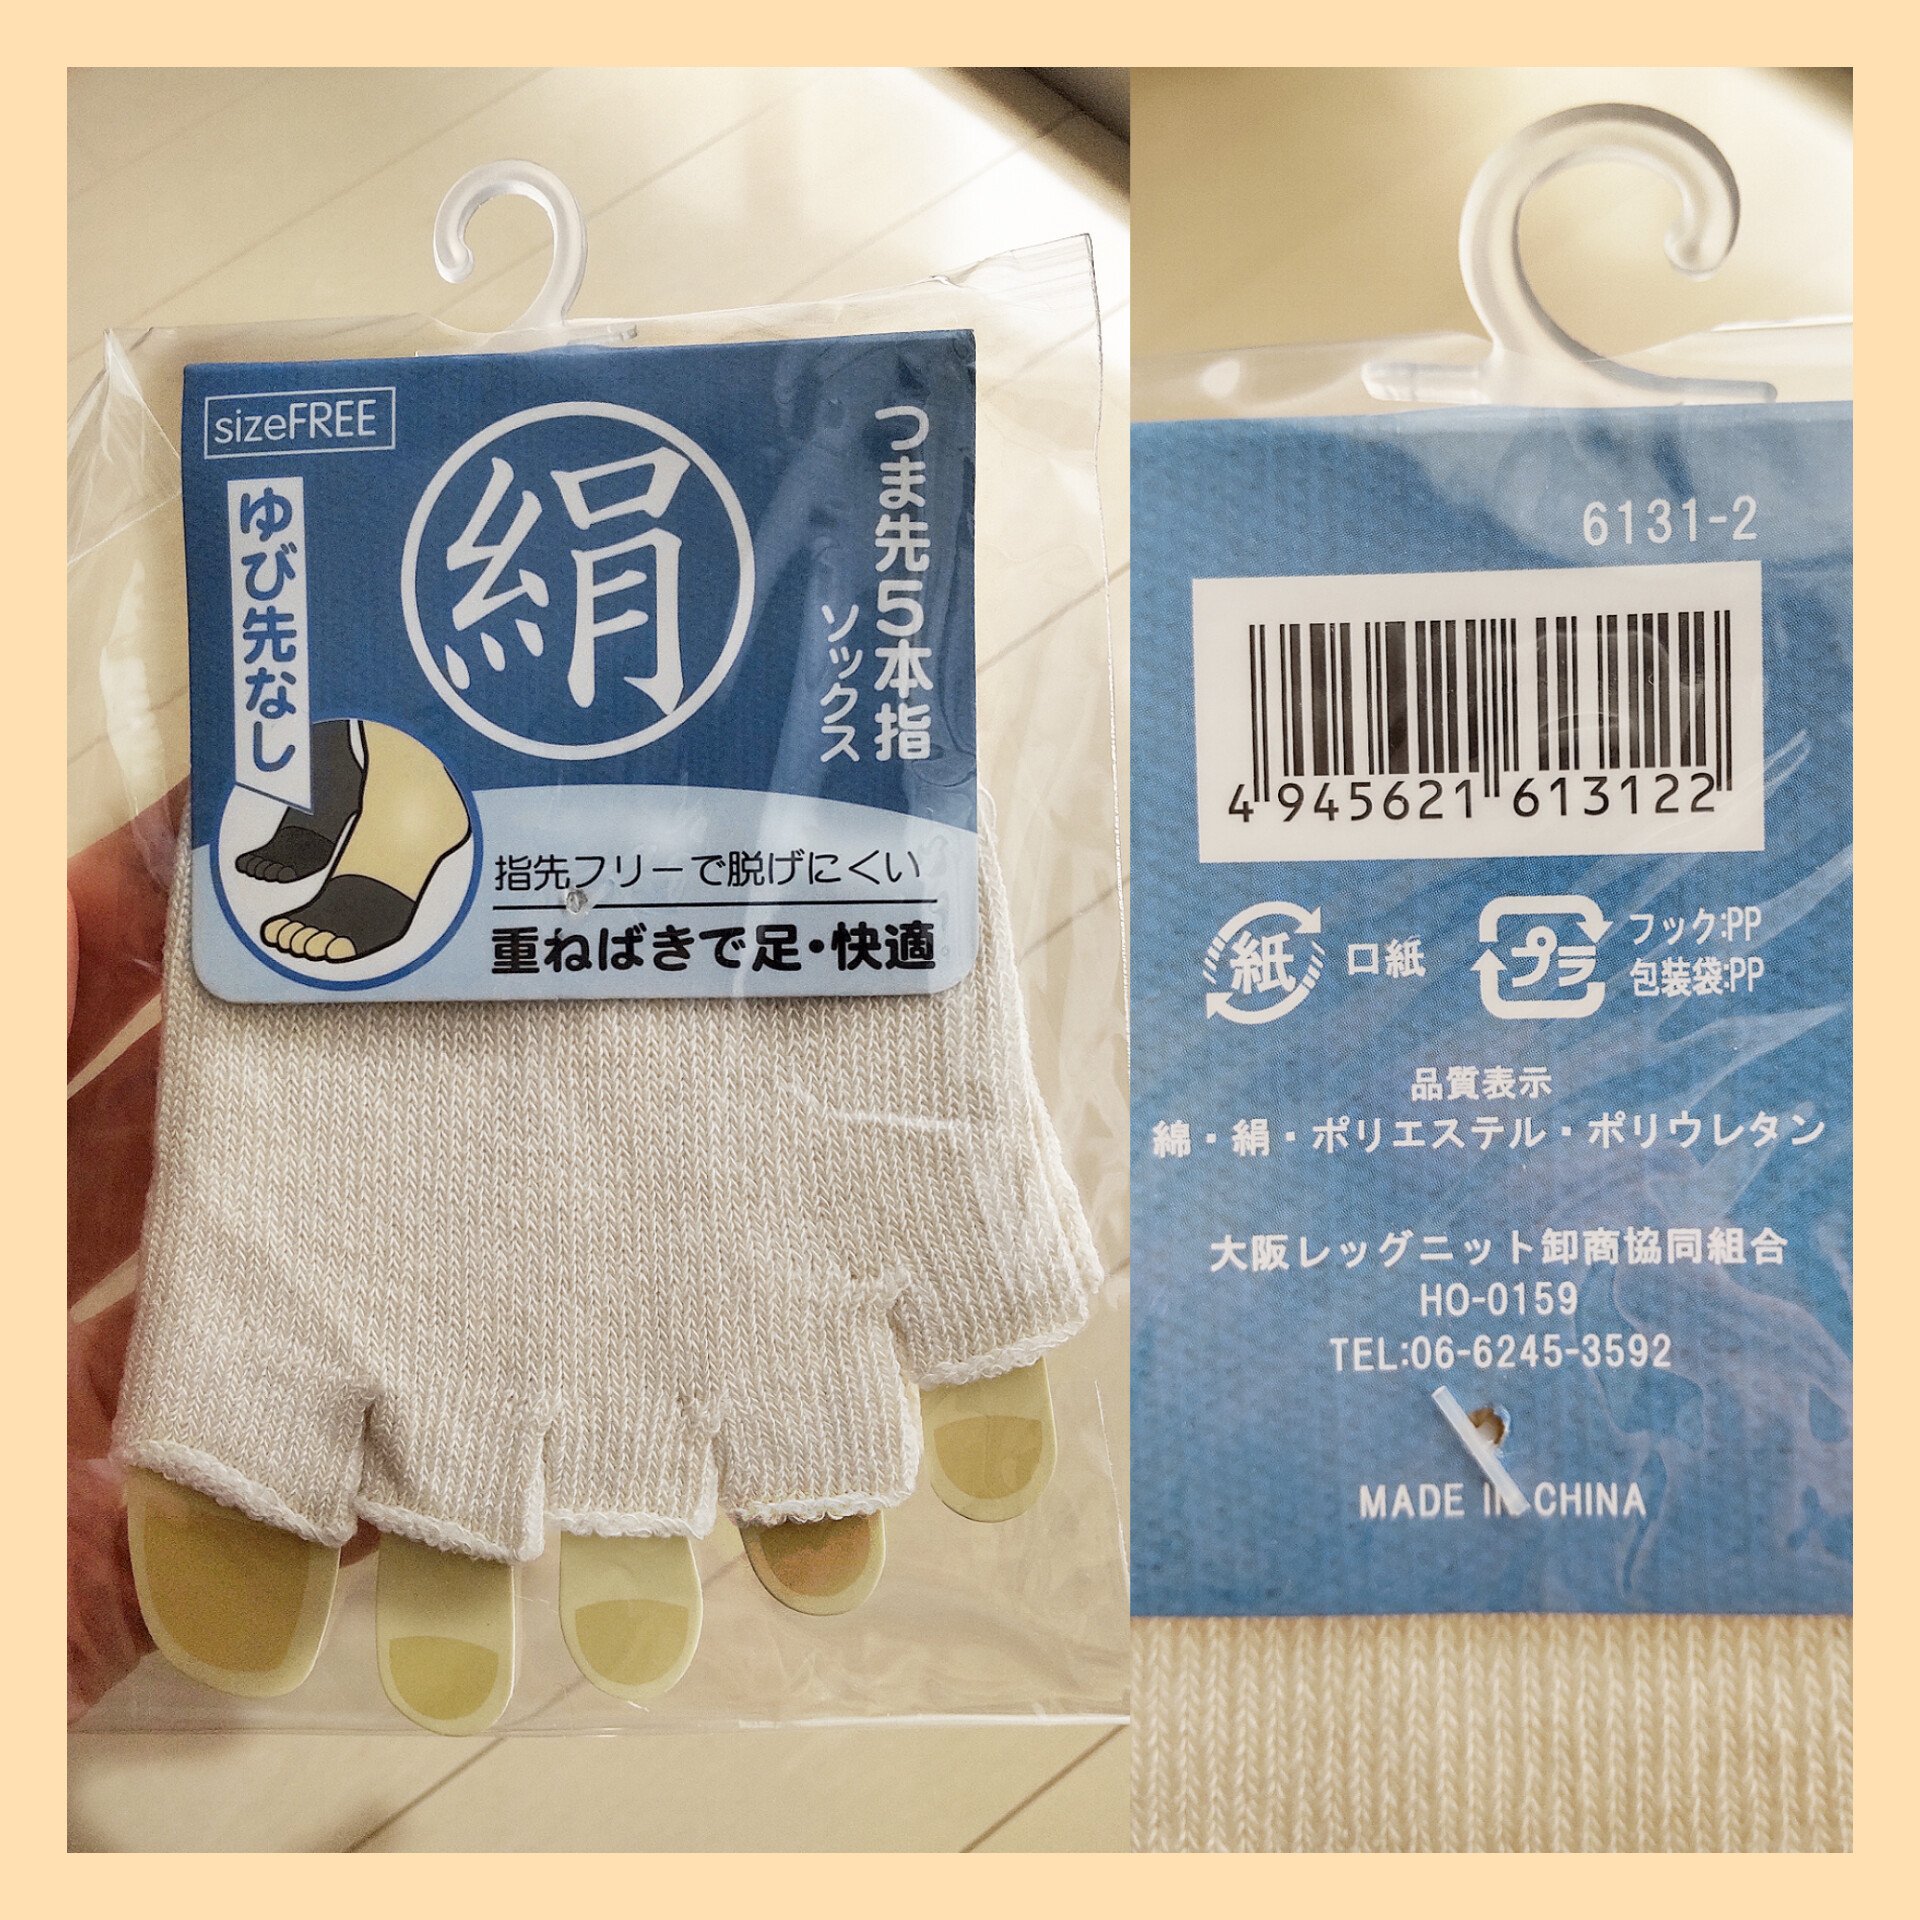 sizeFREE
ゆび先なし
絹
つま先5本指
ソックス
指先フリーで脱げにくい
重ねばきで足・快適
6131-2
4 945621 613122
紙
口紙
プラ
フック:PP
包装袋:PP
品質表示
綿・絹・ポリエステル・ポリウレタン
大阪レッグニット卸商協同組合
HO-0159
TEL:06-6245-3592
MADE IN CHINA